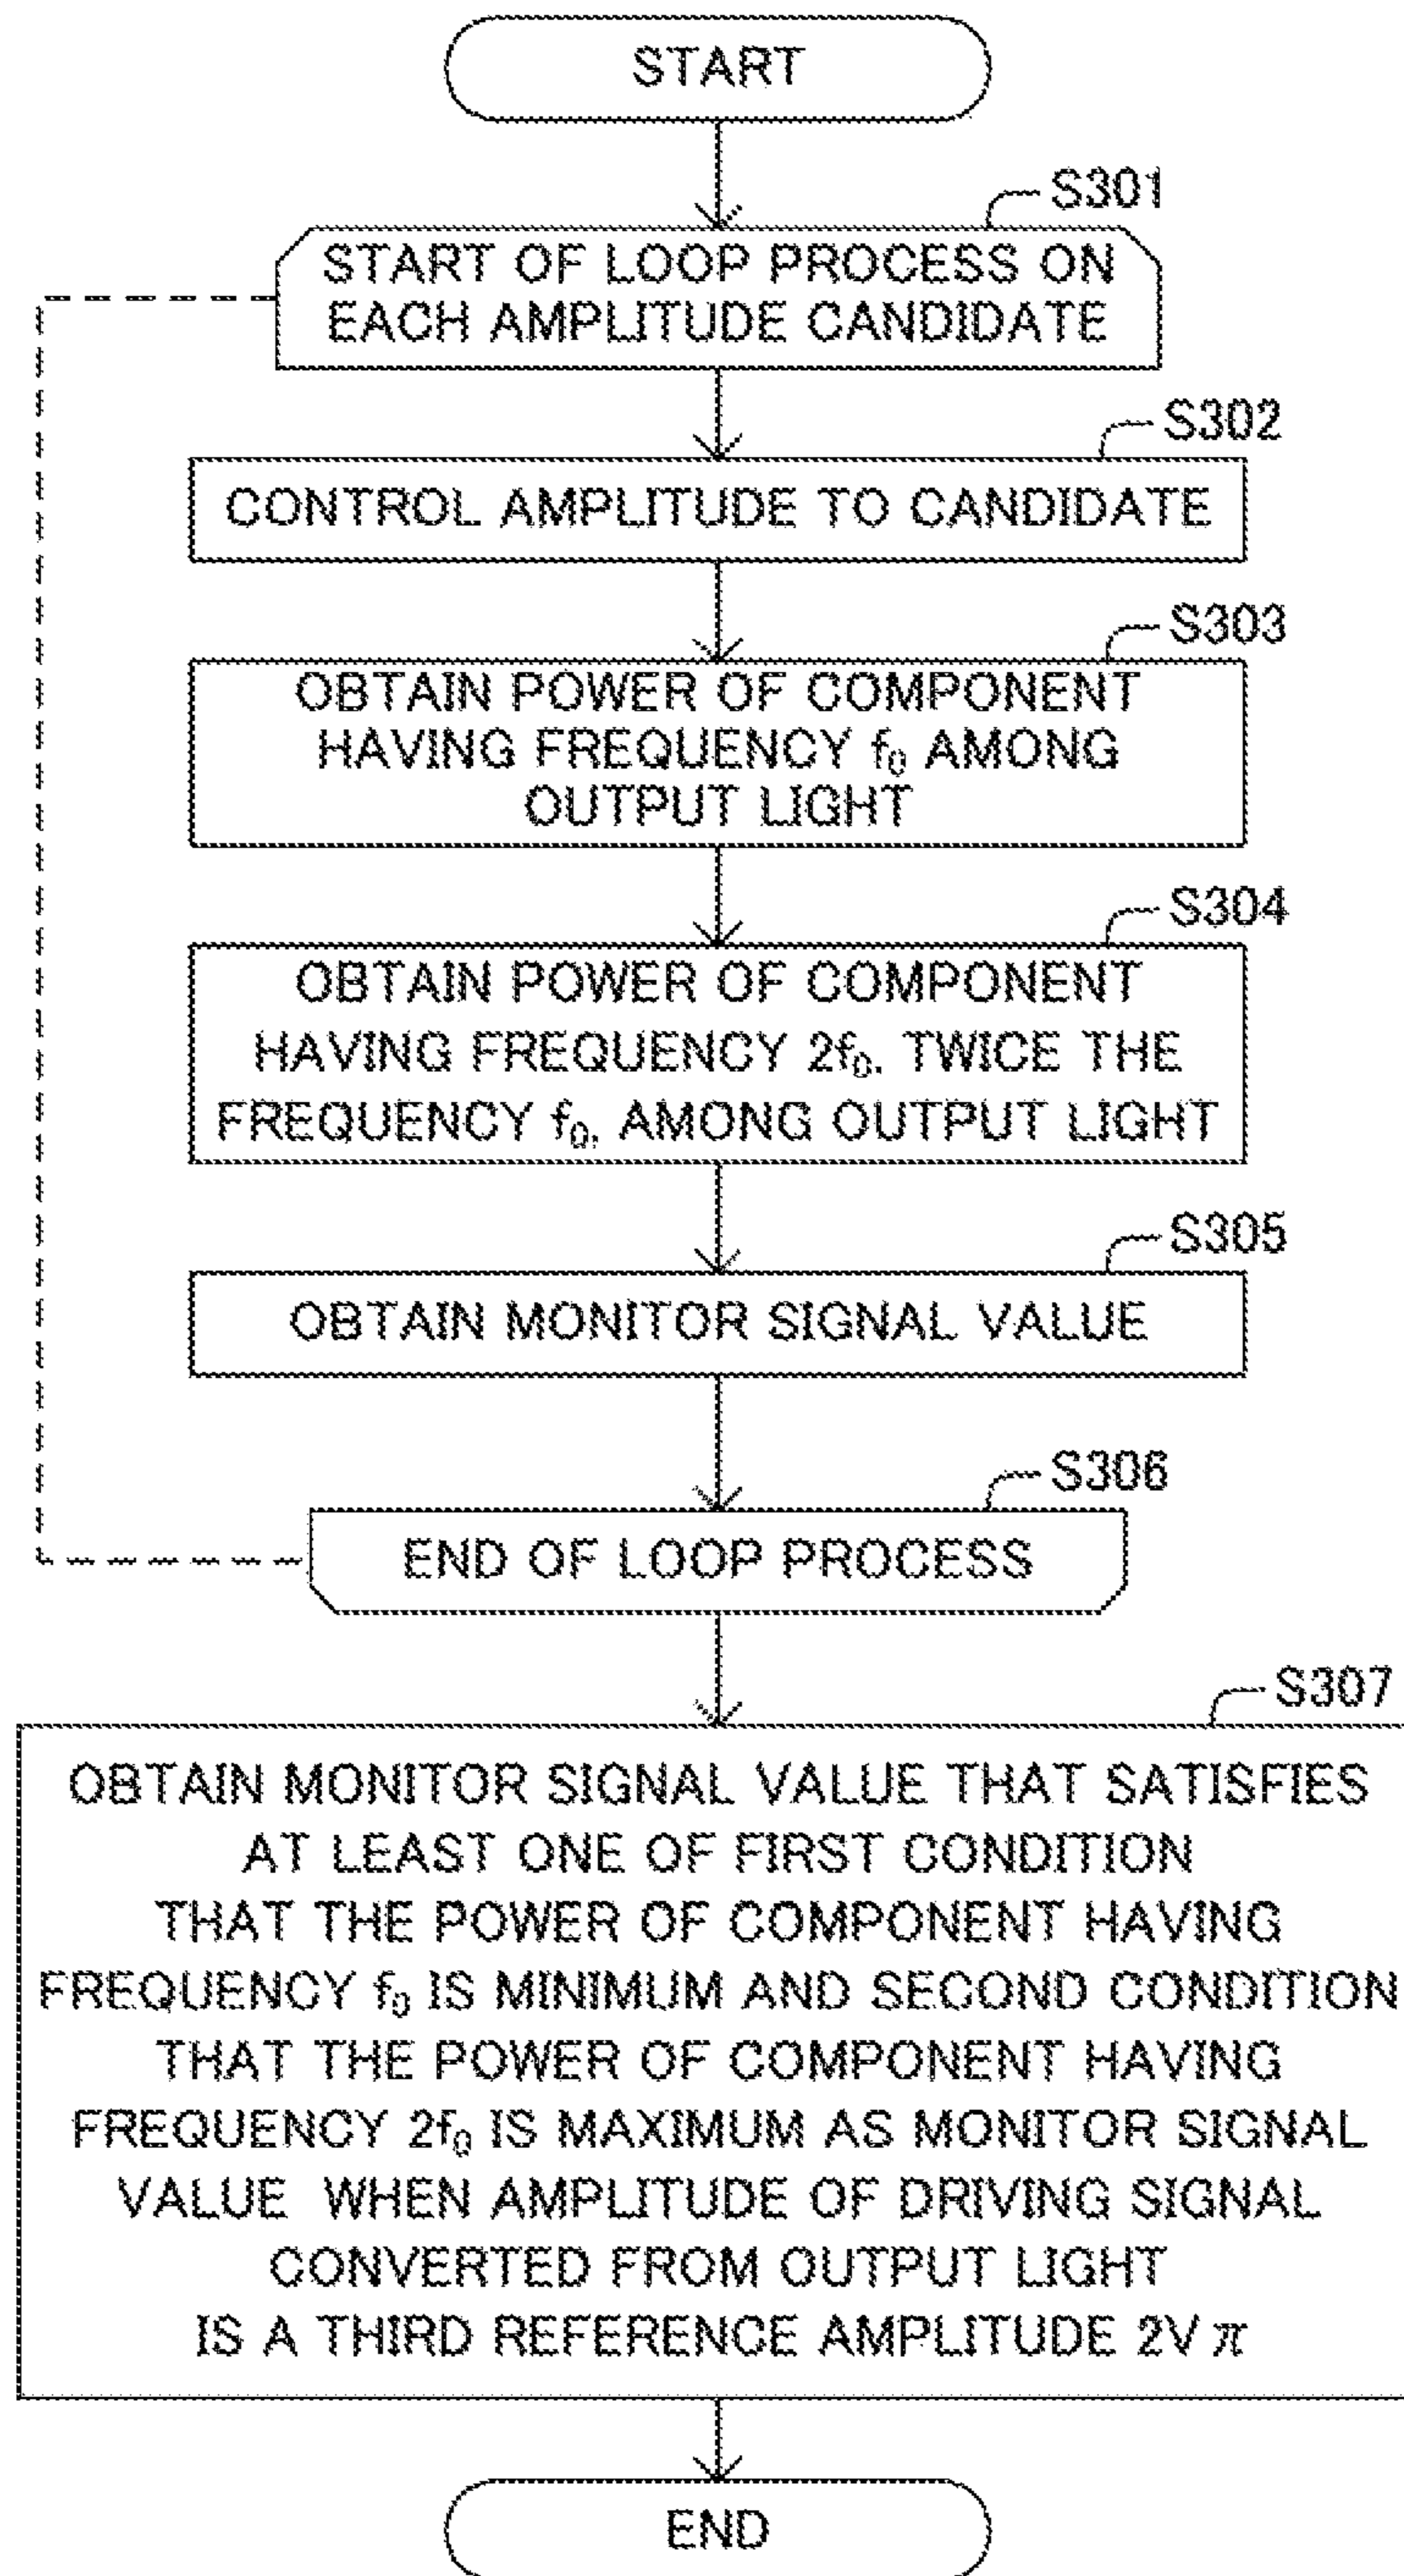 START
S301
START OF LOOP PROCESS ON
EACH AMPLITUDE CANDIDATE
S302
CONTROL AMPLITUDE TO CANDIDATE
S303
OBTAIN POWER OF COMPONENT
HAVING FREQUENCY f₀ AMONG
OUTPUT LIGHT
S304
OBTAIN POWER OF COMPONENT
HAVING FREQUENCY 2f₀, TWICE THE
FREQUENCY f₀, AMONG OUTPUT LIGHT
S305
OBTAIN MONITOR SIGNAL VALUE
S306
END OF LOOP PROCESS
S307
OBTAIN MONITOR SIGNAL VALUE THAT SATISFIES
AT LEAST ONE OF FIRST CONDITION
THAT THE POWER OF COMPONENT HAVING
FREQUENCY f₀ IS MINIMUM AND SECOND CONDITION
THAT THE POWER OF COMPONENT HAVING
FREQUENCY 2f₀ IS MAXIMUM AS MONITOR SIGNAL
VALUE WHEN AMPLITUDE OF DRIVING SIGNAL
CONVERTED FROM OUTPUT LIGHT
IS A THIRD REFERENCE AMPLITUDE 2V π
END